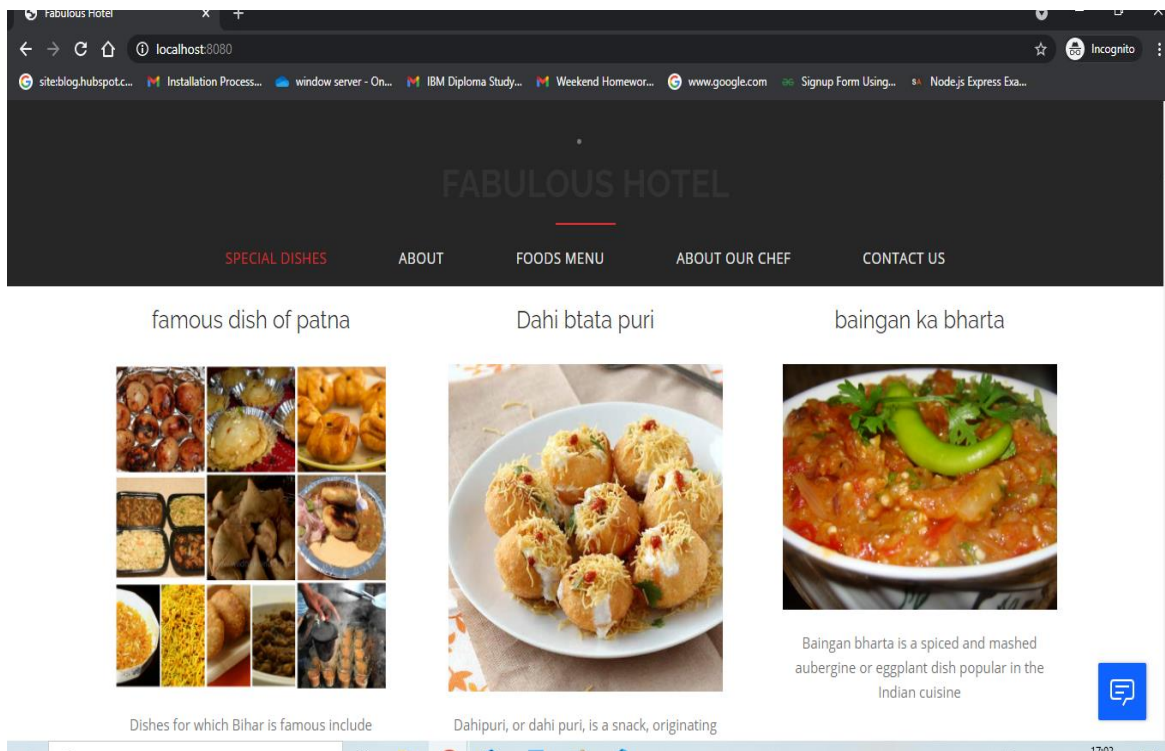 Fabulous Hotel
localhost:8080
Incognito
site:blog.hubspot.c... Installation Process... window server - On... IBM Diploma Study... Weekend Homewor... www.google.com Signup Form Using... Node.js Express Exa...
FABULOUS HOTEL
SPECIAL DISHES ABOUT FOODS MENU ABOUT OUR CHEF CONTACT US
famous dish of patna
Dahi btata puri
baingan ka bharta
Baingan bharta is a spiced and mashed
aubergine or eggplant dish popular in the
Indian cuisine
Dishes for which Bihar is famous include
Dahipuri, or dahi puri, is a snack, originating